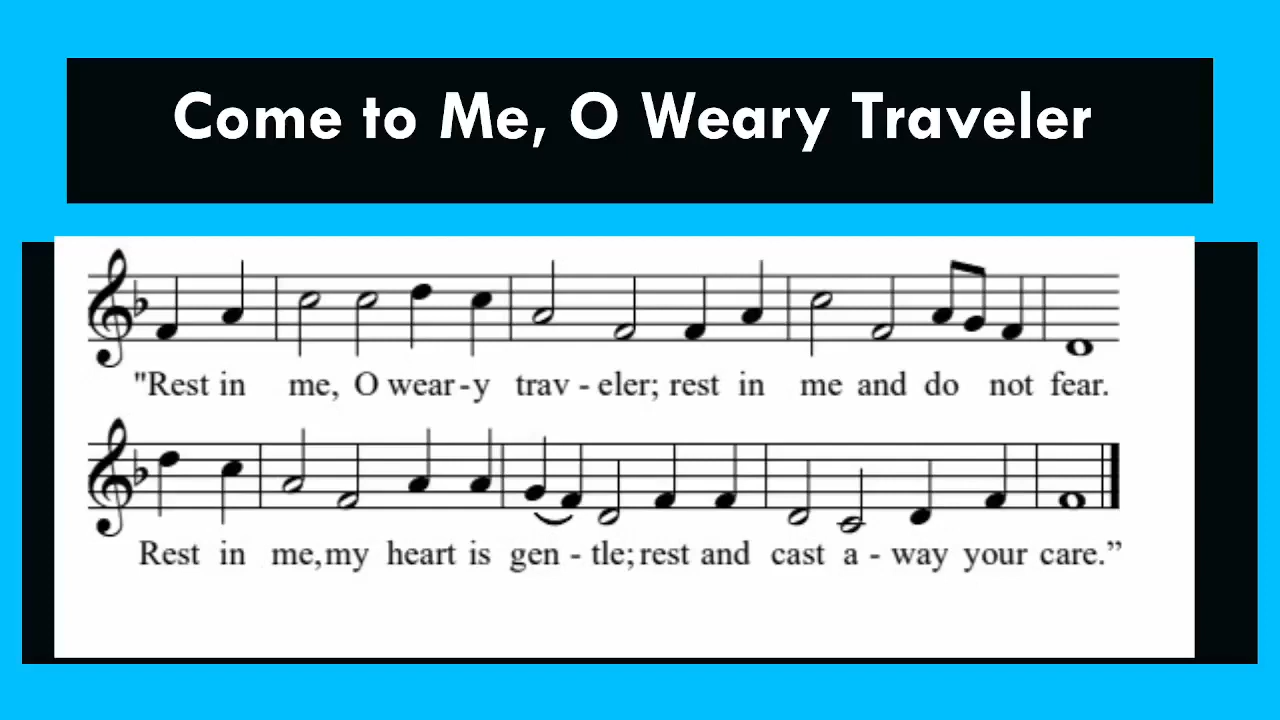 Come to Me, O Weary Traveler
"Rest in me, O wear-y trav - eler; rest in me and do not fear.
Rest in me, my heart is gen - tle; rest and cast a - way your care.”